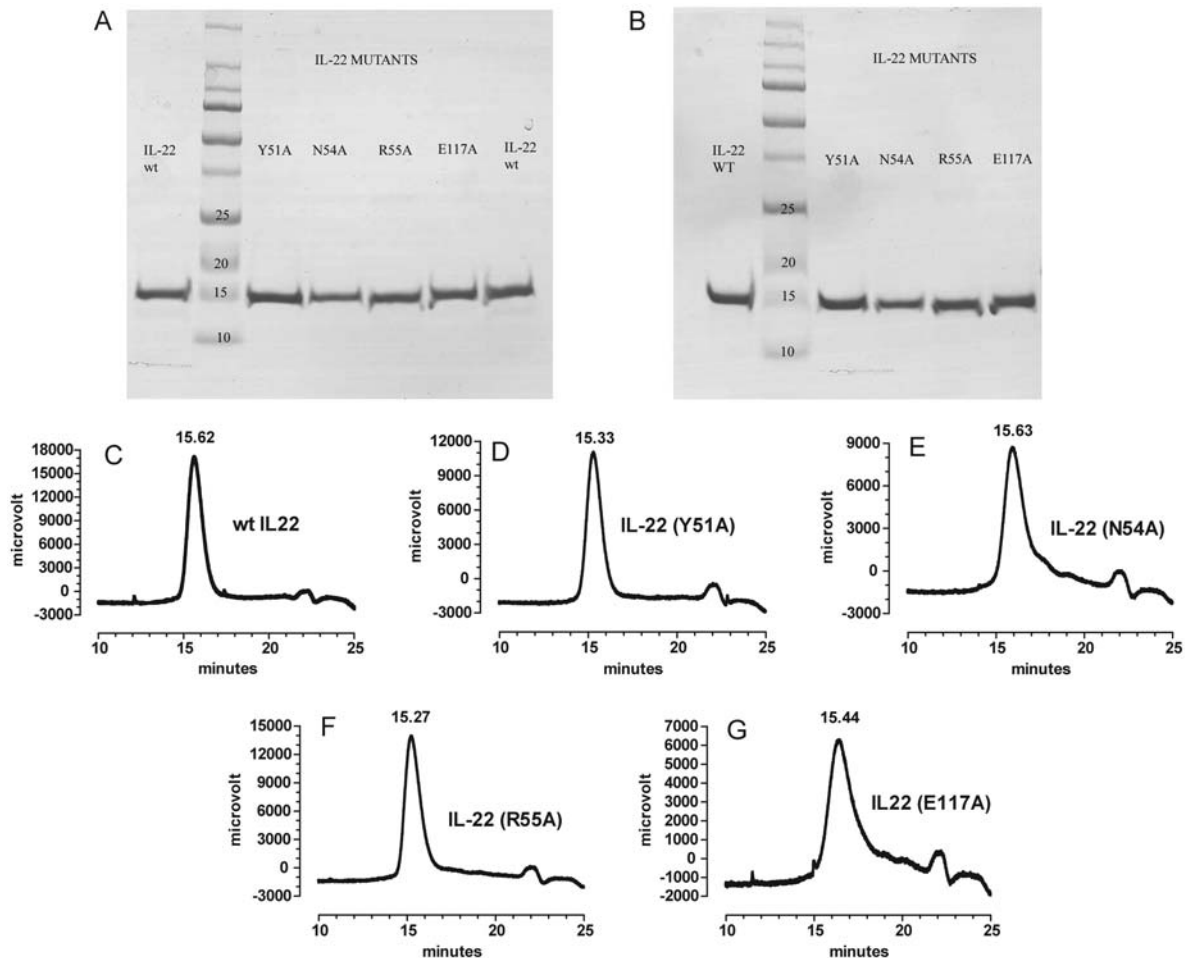 A
IL-22 MUTANTS
IL-22
wt
Y51A
N54A
R55A
E117A
IL-22
wt
25
20
15
10
B
IL-22 MUTANTS
IL-22
WT
Y51A
N54A
R55A
E117A
25
20
15
10
C
15.62
wt IL22
microvolt
18000
15000
12000
9000
6000
3000
0
-3000
10
15
20
25
minutes
D
15.33
IL-22 (Y51A)
microvolt
12000
9000
6000
3000
0
-3000
10
15
20
25
minutes
E
15.63
IL-22 (N54A)
microvolt
9000
6000
3000
0
-3000
10
15
20
25
minutes
F
15.27
IL-22 (R55A)
microvolt
15000
12000
9000
6000
3000
0
-3000
10
15
20
25
minutes
G
15.44
IL22 (E117A)
microvolt
7000
6000
5000
4000
3000
2000
1000
0
-1000
-2000
10
15
20
25
minutes